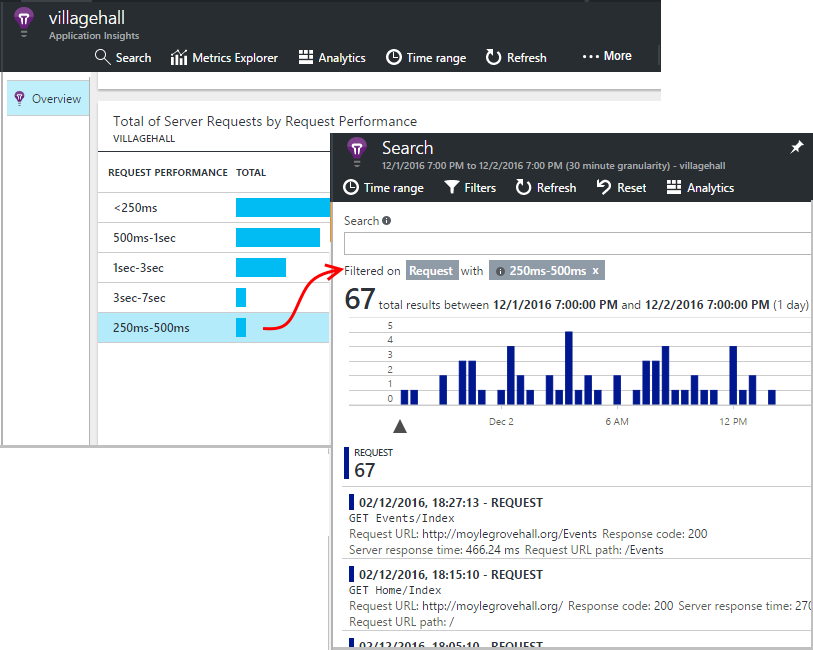 villagehall
Application Insights
Search Metrics Explorer Analytics Time range Refresh ··· More
Overview
Total of Server Requests by Request Performance
VILLAGEHALL
REQUEST PERFORMANCE TOTAL
<250ms
500ms-1sec
1sec-3sec
3sec-7sec
250ms-500ms
Search
12/1/2016 7:00 PM to 12/2/2016 7:00 PM (30 minute granularity) - villagehall
Time range Filters Refresh Reset Analytics
Search
Filtered on Request with 250ms-500ms x
67 total results between 12/1/2016 7:00:00 PM and 12/2/2016 7:00:00 PM (1 day)
5
4
3
2
1
0
Dec 2 6 AM 12 PM
REQUEST
67
02/12/2016, 18:27:13 - REQUEST
GET Events/Index
Request URL: http://moylegrovehall.org/Events Response code: 200
Server response time: 466.24 ms Request URL path: /Events
02/12/2016, 18:15:10 - REQUEST
GET Home/Index
Request URL: http://moylegrovehall.org/ Response code: 200 Server response time: 270
Request URL path: /
02/12/2016, 18:05:10 - REQUEST